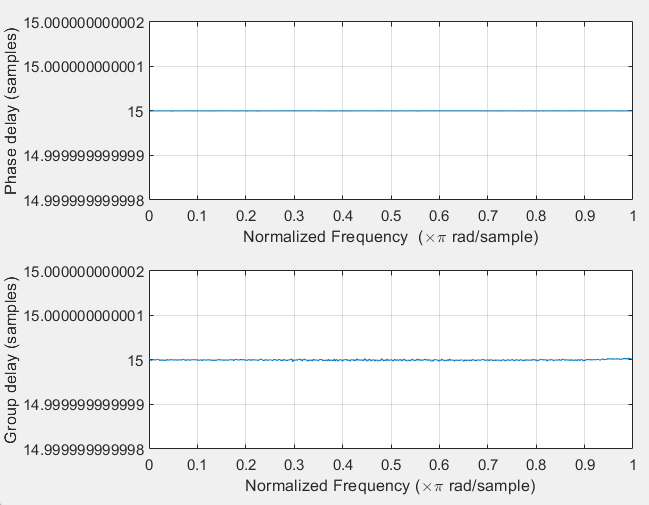 Phase delay (samples)
15.000000000002
15.000000000001
15
14.999999999999
14.999999999998
0 0.1 0.2 0.3 0.4 0.5 0.6 0.7 0.8 0.9 1
Normalized Frequency (×π rad/sample)
Group delay (samples)
15.000000000002
15.000000000001
15
14.999999999999
14.999999999998
0 0.1 0.2 0.3 0.4 0.5 0.6 0.7 0.8 0.9 1
Normalized Frequency (×π rad/sample)